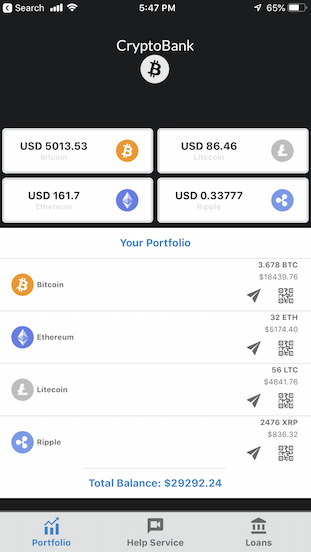 Search 5:47 PM 65%
CryptoBank
USD 5013.53
Bitcoin
USD 86.46
Litecoin
USD 161.7
Ethereum
USD 0.33777
Ripple
Your Portfolio
3.678 BTC
Bitcoin
$18439.76
32 ETH
Ethereum
$5174.40
56 LTC
Litecoin
$4841.76
2476 XRP
Ripple
$836.32
Total Balance: $29292.24
Portfolio Help Service Loans